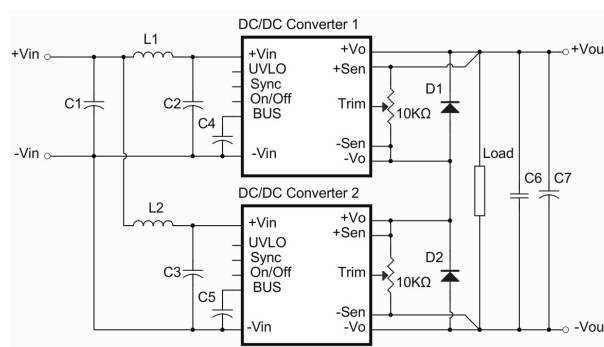 DC/DC Converter 1
+Vin
L1
+Vin
+Vo
+Vou
UVLO
+Sen
Sync
D1
C1
C2
On/Off
Trim
10KΩ
C4
BUS
-Vin
-Vin
-Sen
-Vo
Load
C6
C7
DC/DC Converter 2
L2
+Vin
+Vo
+Sen
UVLO
Sync
D2
C3
On/Off
Trim
10KΩ
C5
BUS
-Sen
-Vin
-Vo
-Vou